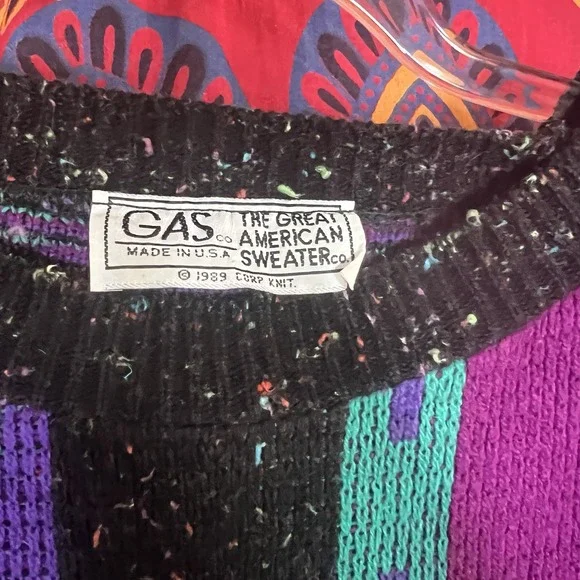 GAS co
MADE IN U.S.A.
THE GREAT
AMERICAN
SWEATER co.
© 1989 CORP KNIT.